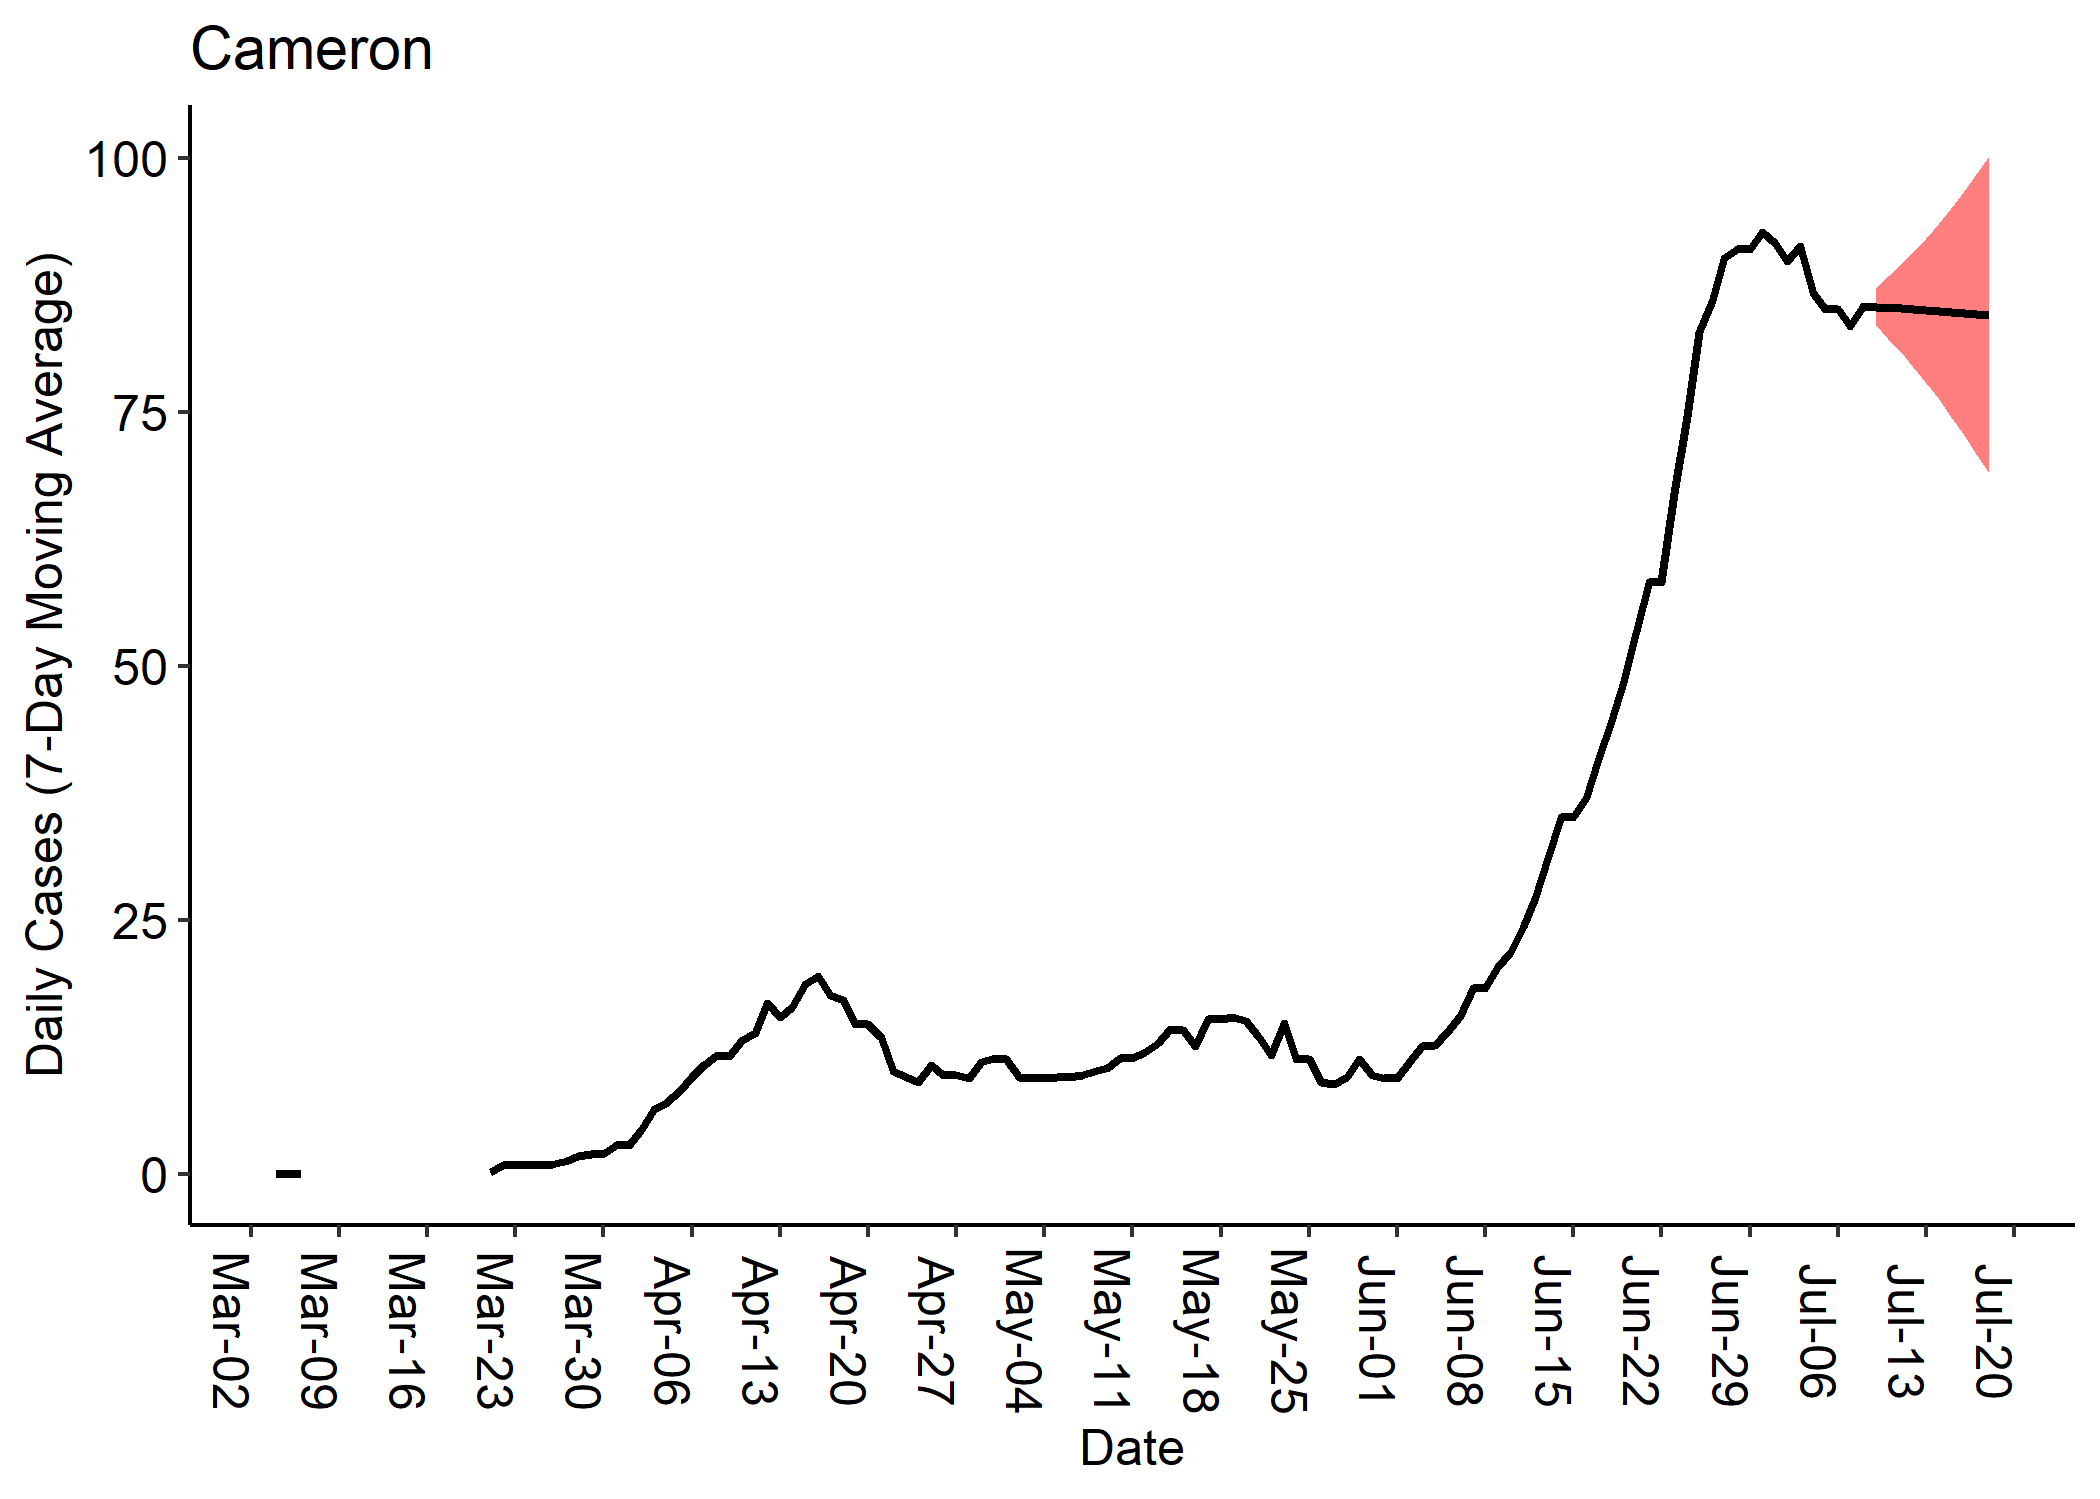 Cameron
Daily Cases (7-Day Moving Average)
100
75
50
25
0
Mar-02
Mar-09
Mar-16
Mar-23
Mar-30
Apr-06
Apr-13
Apr-20
Apr-27
May-04
May-11
May-18
May-25
Jun-01
Jun-08
Jun-15
Jun-22
Jun-29
Jul-06
Jul-13
Jul-20
Date